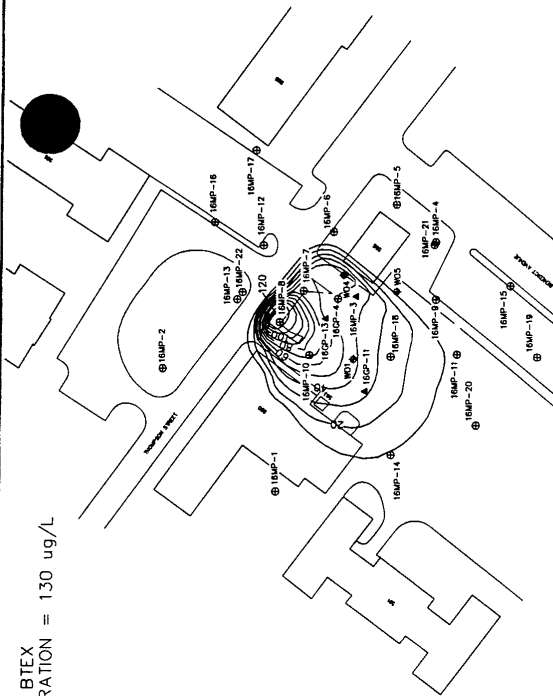 BTEX
RATION = 130 ug/L
16MP-16
16MP-17
16MP-12
16MP-13
16MP-22
16MP-6
16MP-5
16MP-21
16MP-4
120
16MP-7
16MP-8
16MP-2
THOMPSON STREET
WO4
WO5
16GP-4
16MP-3
16GP-13
16MP-10
WO1
16GP-11
16MP-18
16MP-9
16MP-15
16MP-19
16MP-11
16MP-20
16MP-14
16MP-1
20